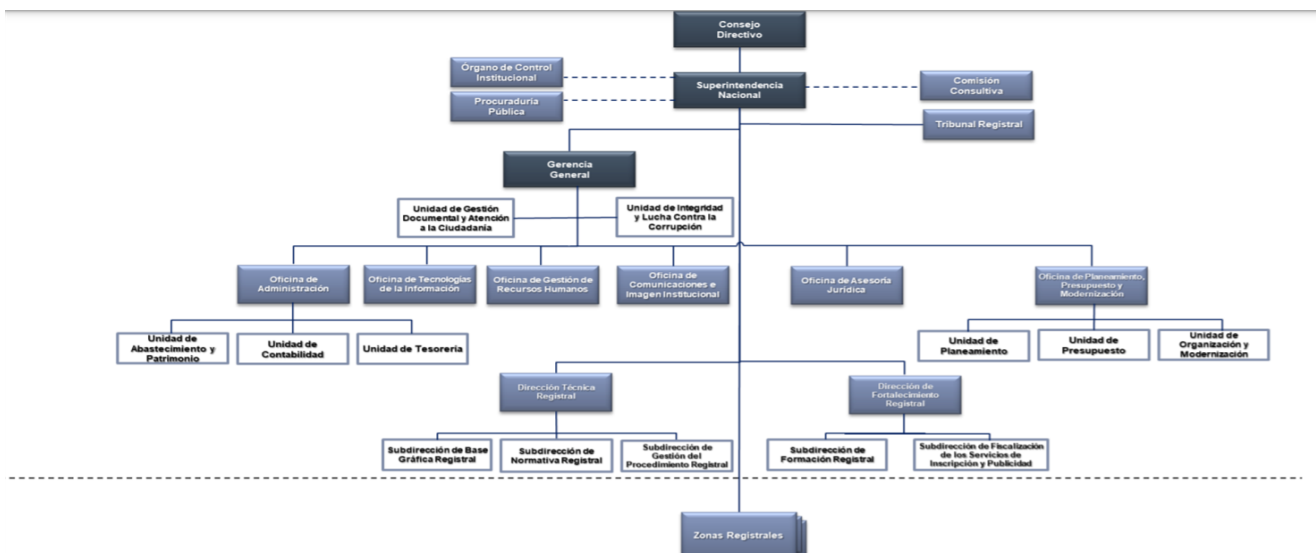 Consejo
Directivo
Órgano de Control
Institucional
Superintendencia
Nacional
Comisión
Consultiva
Procuraduría
Pública
Tribunal Registral
Gerencia
General
Unidad de Gestión
Documental y Atención
a la Ciudadanía
Unidad de Integridad
y Lucha Contra la
Corrupción
Oficina de
Administración
Oficina de Tecnologías
de la Información
Oficina de Gestión de
Recursos Humanos
Oficina de
Comunicaciones e
Imagen Institucional
Oficina de Asesoría
Jurídica
Oficina de Planeamiento,
Presupuesto y
Modernización
Unidad de
Abastecimiento y
Patrimonio
Unidad de
Contabilidad
Unidad de Tesorería
Unidad de
Planeamiento
Unidad de
Presupuesto
Unidad de
Organización y
Modernización
Dirección Técnica
Registral
Dirección de
Fortalecimiento
Registral
Subdirección de Base
Gráfica Registral
Subdirección de
Normativa Registral
Subdirección de
Gestión del
Procedimiento Registral
Subdirección de
Formación Registral
Subdirección de Fiscalización
de los Servicios de
Inscripción y Publicidad
Zonas Registrales